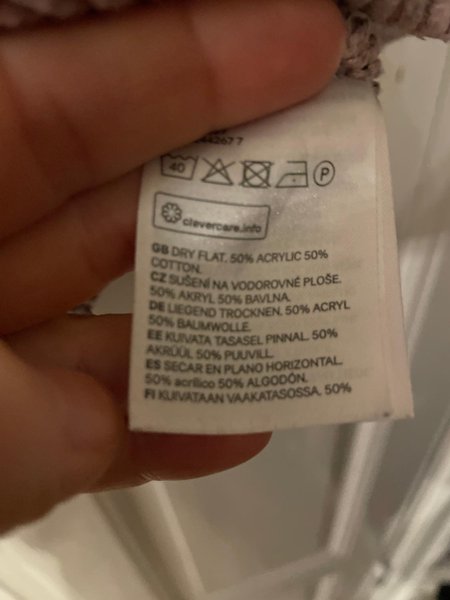 40 P
clevercare.info
GB DRY FLAT. 50% ACRYLIC 50%
COTTON.
CZ SUŠENÍ NA VODOROVNÉ PLOŠE.
50% AKRYL 50% BAVLNA.
DE LIEGEND TROCKNEN. 50% ACRYL
50% BAUMWOLLE.
EE KUIVATA TASASEL PINNAL. 50%
AKRÜÜL 50% PUUVILL.
ES SECAR EN PLANO HORIZONTAL.
50% acrílico 50% ALGODÓN.
FI KUIVATAAN VAAKATASOSSA. 50%